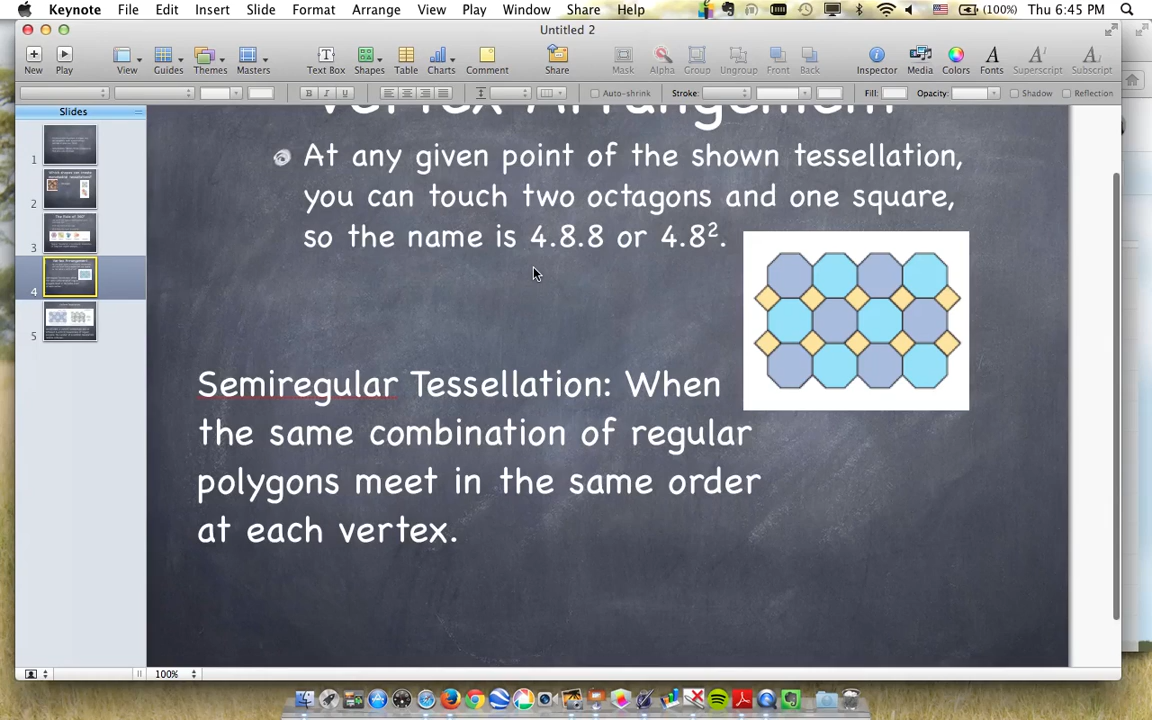 Keynote File Edit Insert Slide Format Arrange View Play Window Share Help (100%) Thu 6:45 PM
Untitled 2
New Play View Guides Themes Masters Text Box Shapes Table Charts Comment Share Mask Alpha Group Ungroup Front Back Inspector Media Colors Fonts Superscript Subscript
B I U Auto-shrink Stroke: Fill: Opacity: Shadow Reflection
Slides
1
2
3
4
5
Vertex Arrangement
At any given point of the shown tessellation,
you can touch two octagons and one square,
so the name is 4.8.8 or 4.8².
Semiregular Tessellation: When
the same combination of regular
polygons meet in the same order
at each vertex.
100%